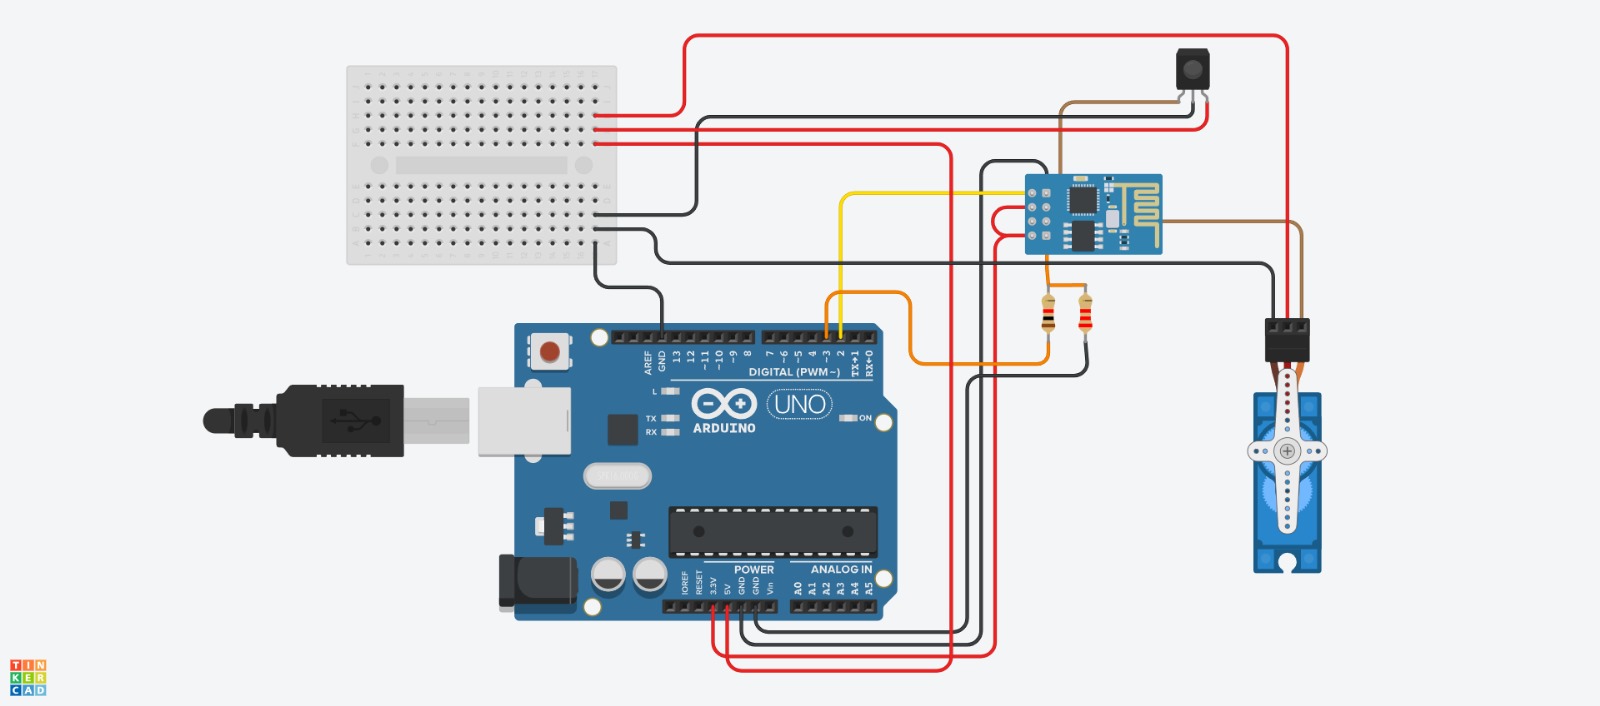 AREF
GND
13
12
~11
~10
~9
8
7
~6
~5
4
~3
2
TX→1
RX←0
DIGITAL (PWM~)
L
TX
RX
ARDUINO
UNO
ON
POWER
ANALOG IN
IOREF
RESET
3.3V
5V
GND
GND
Vin
A0
A1
A2
A3
A4
A5
TIN
KER
CAD